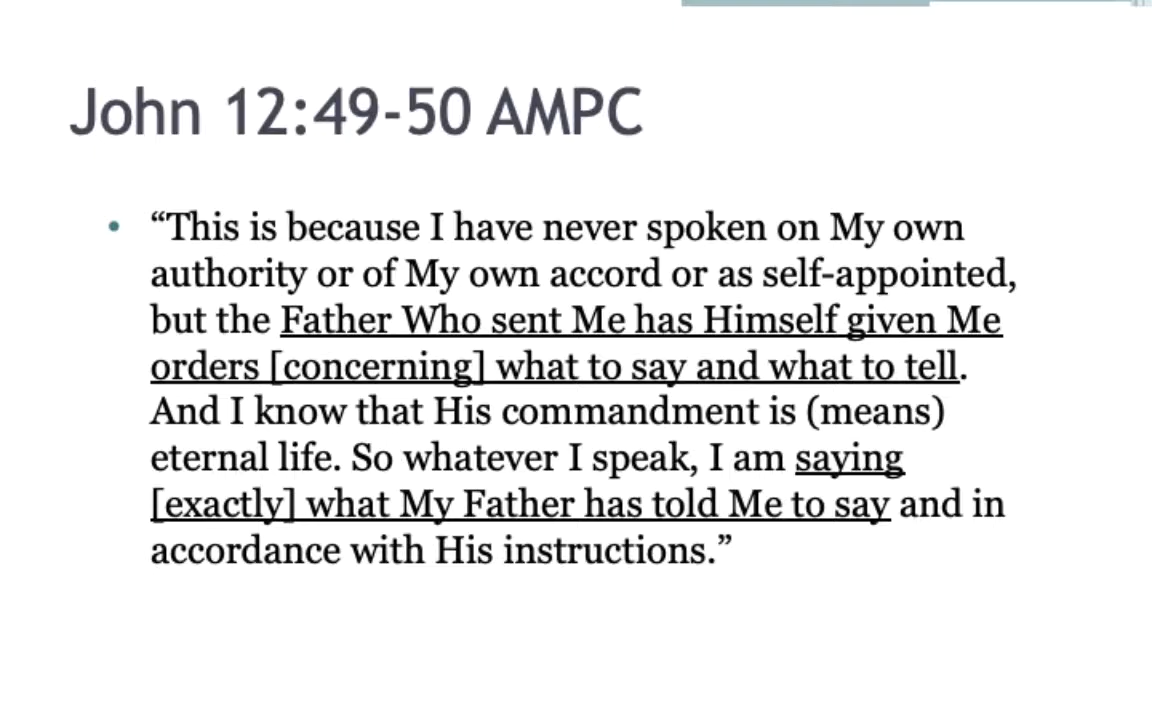 John 12:49-50 AMPC
• “This is because I have never spoken on My own
authority or of My own accord or as self-appointed,
but the Father Who sent Me has Himself given Me
orders [concerning] what to say and what to tell.
And I know that His commandment is (means)
eternal life. So whatever I speak, I am saying
[exactly] what My Father has told Me to say and in
accordance with His instructions.”